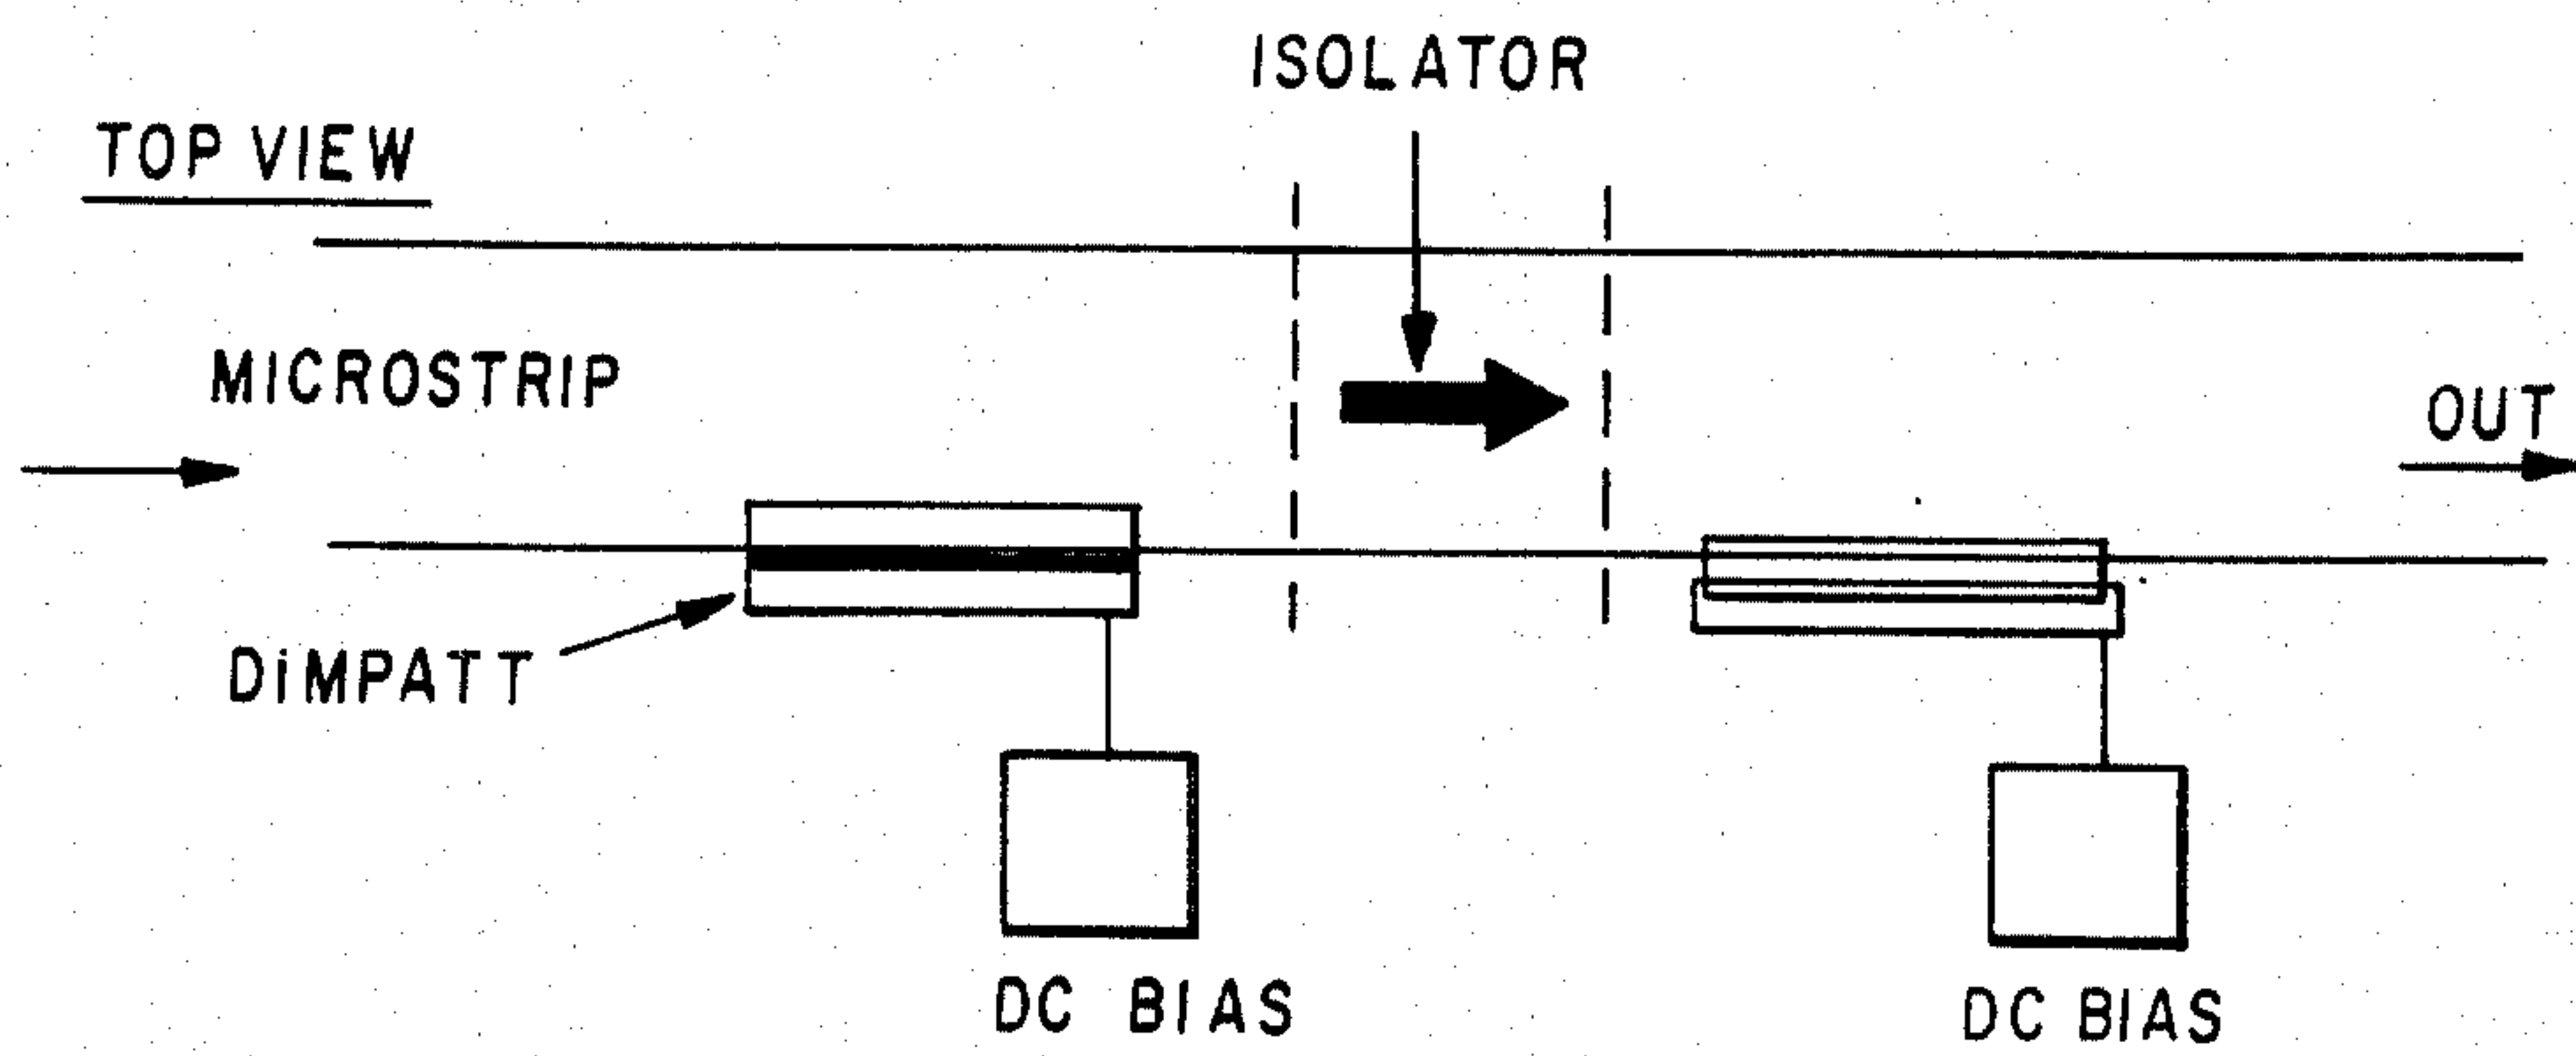 ISOLATOR
TOP VIEW
MICROSTRIP
OUT
DiMPATT
DC BIAS
DC BIAS